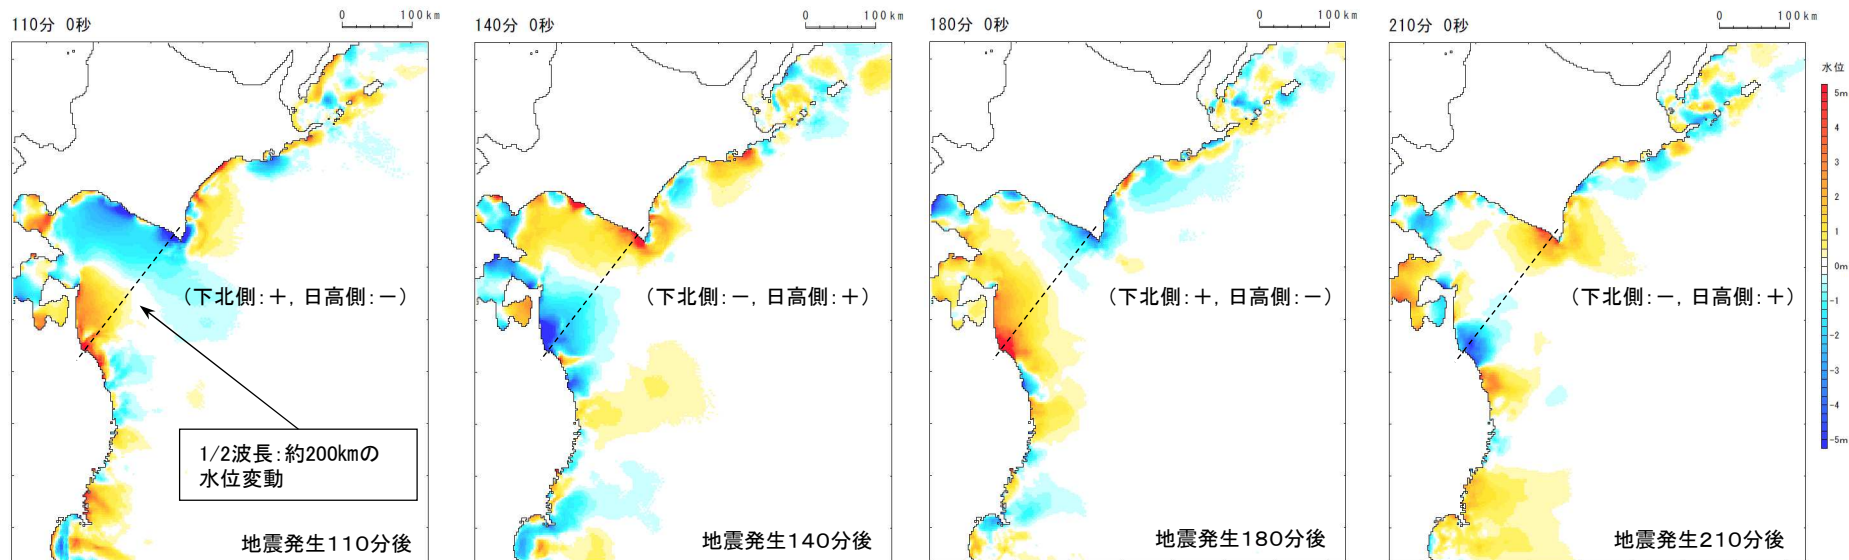 110分 0秒
0 100km
(下北側:+, 日高側:-)
1/2波長:約200kmの
水位変動
地震発生110分後
140分 0秒
0 100km
(下北側:-, 日高側:+)
地震発生140分後
180分 0秒
0 100km
(下北側:+, 日高側:-)
地震発生180分後
210分 0秒
0 100km
(下北側:-, 日高側:+)
地震発生210分後
水位
5m
4
3
2
1
0m
-1
-2
-3
-4
-5m